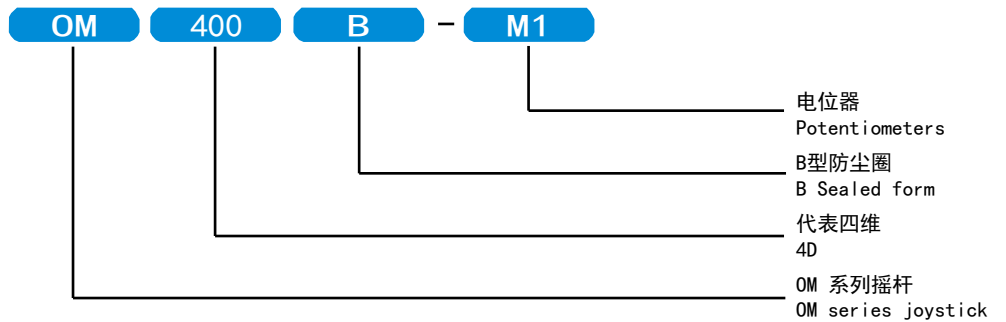 OM 400 B - M1
电位器
Potentiometers
B型防尘圈
B Sealed form
代表四维
4D
OM 系列摇杆
OM series joystick